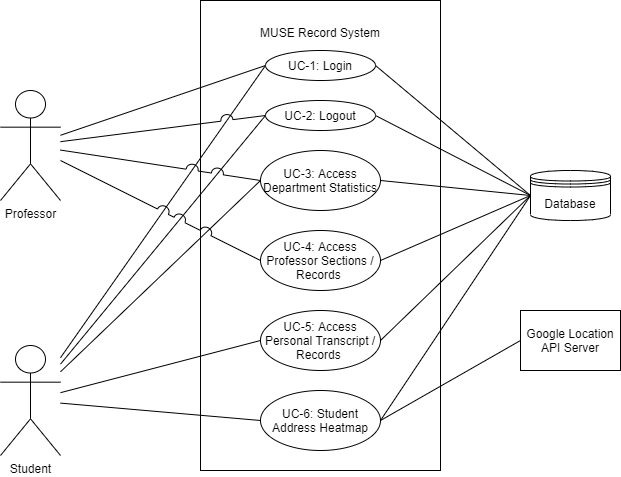 MUSE Record System
UC-1: Login
UC-2: Logout
UC-3: Access
Department Statistics
Professor
Database
UC-4: Access
Professor Sections /
Records
UC-5: Access
Personal Transcript /
Records
Google Location
API Server
UC-6: Student
Address Heatmap
Student